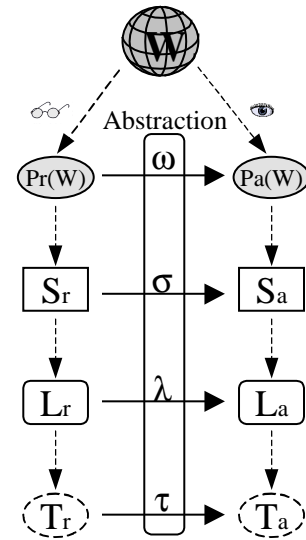 W
Abstraction
Pr(W) ω Pa(W)
Sr σ Sa
Lr λ La
Tr τ Ta